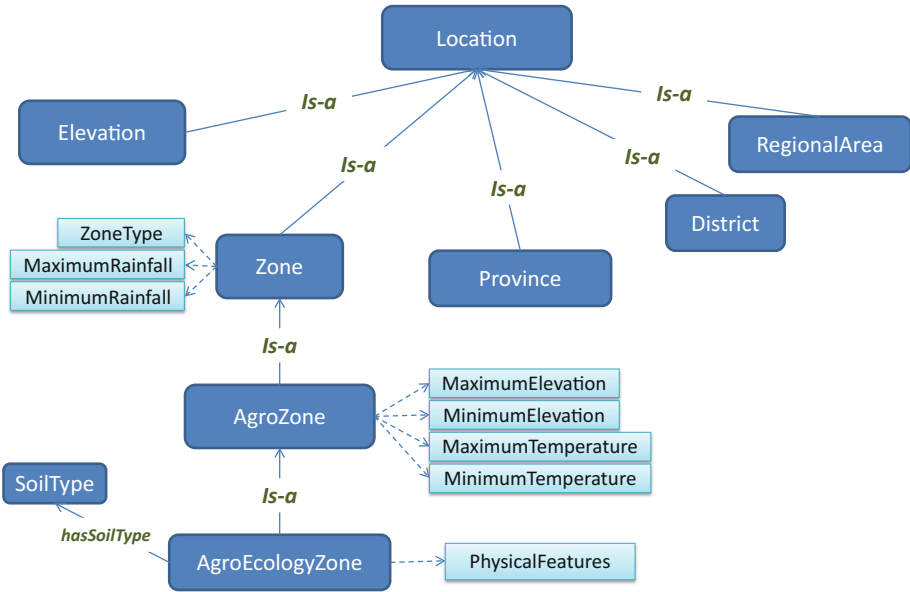 Location
Is-a
Is-a
Elevation
RegionalArea
Is-a
Is-a
Is-a
District
ZoneType
MaximumRainfall
MinimumRainfall
Zone
Province
Is-a
MaximumElevation
MinimumElevation
MaximumTemperature
MinimumTemperature
AgroZone
SoilType
Is-a
hasSoilType
AgroEcologyZone
PhysicalFeatures